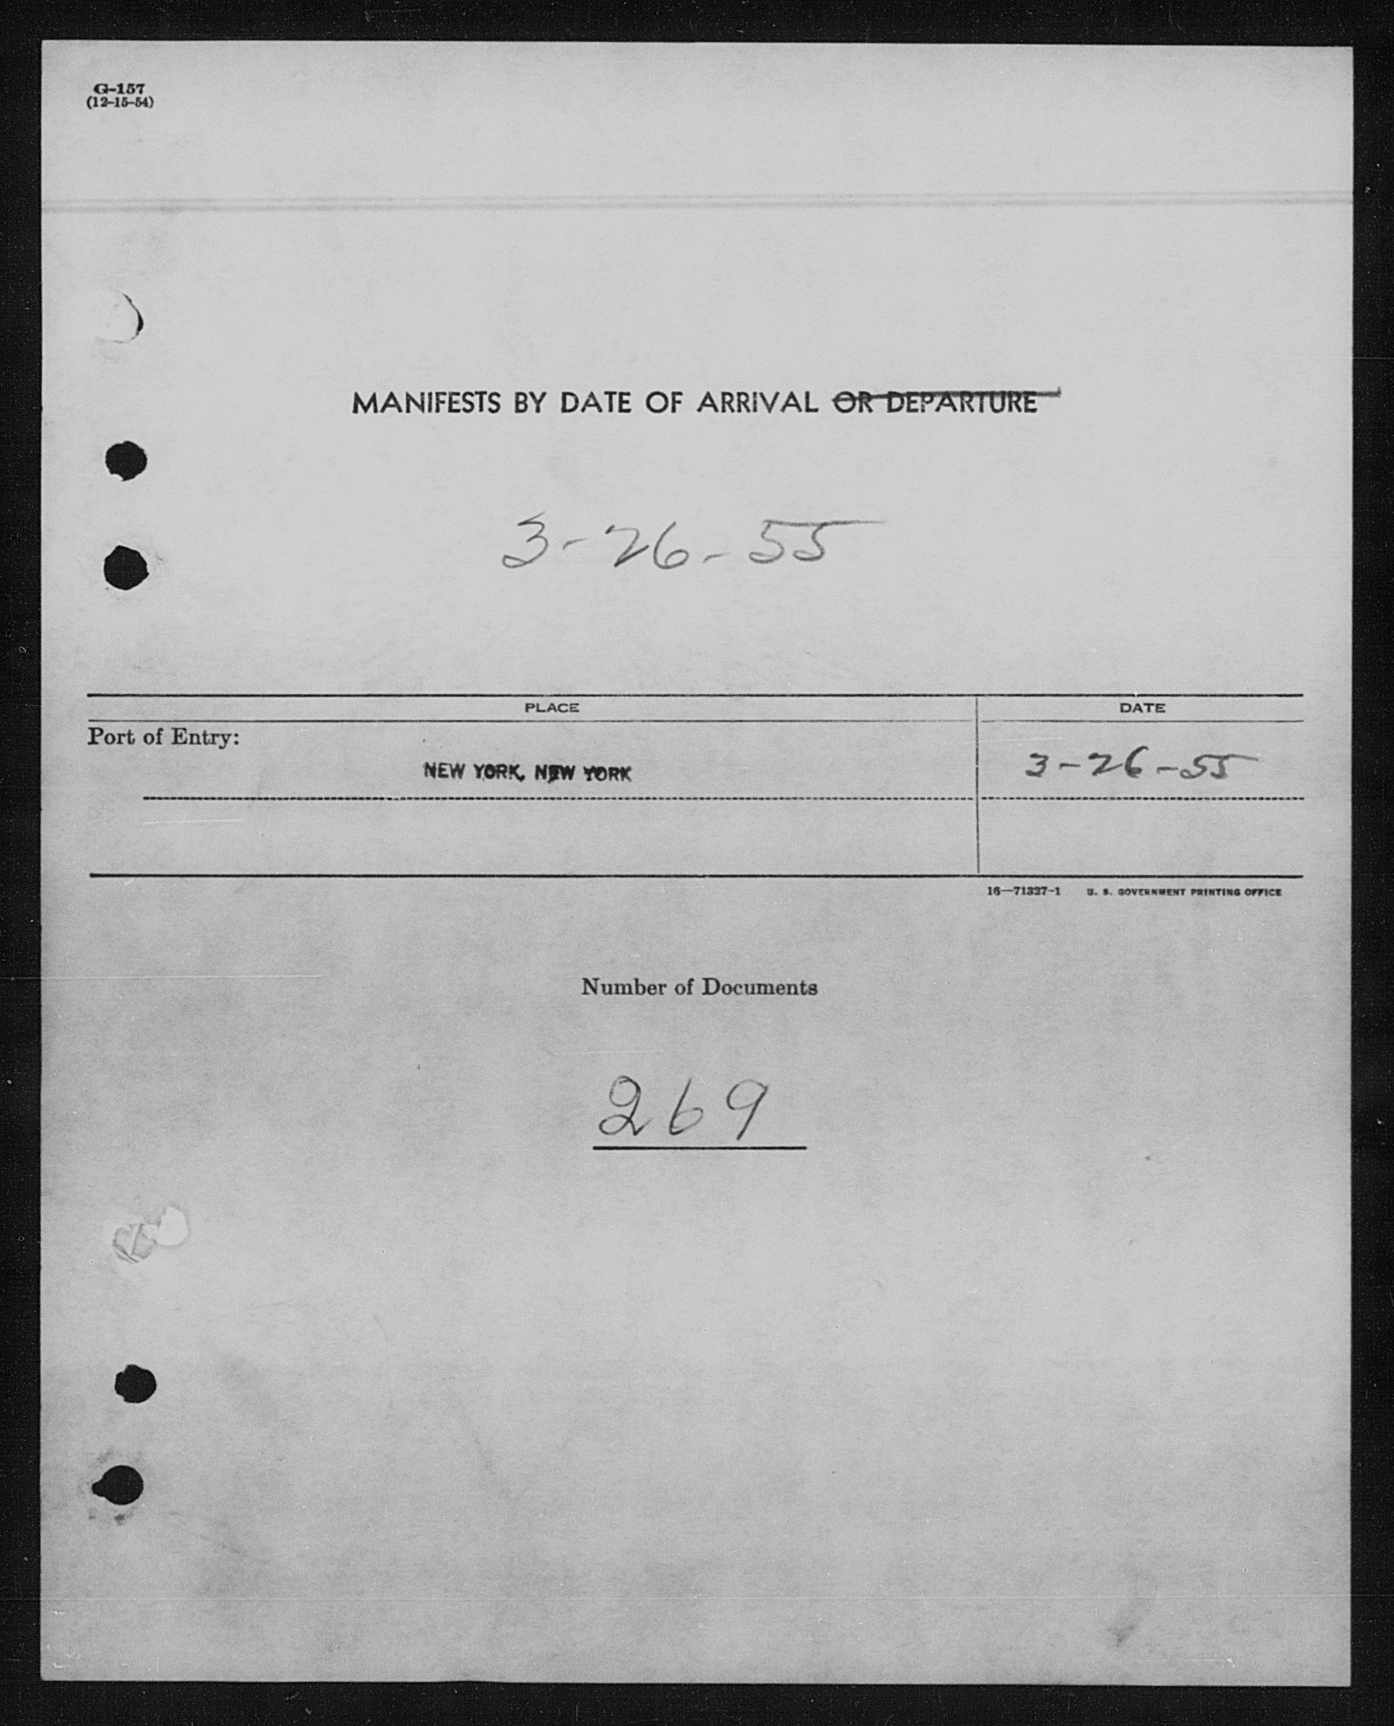 G-157
(12-15-54)
MANIFESTS BY DATE OF ARRIVAL OR DEPARTURE
3-26-55
PLACE DATE
Port of Entry:
NEW YORK, NEW YORK 3-26-55
16—71327-1 U. S. GOVERNMENT PRINTING OFFICE
Number of Documents
269